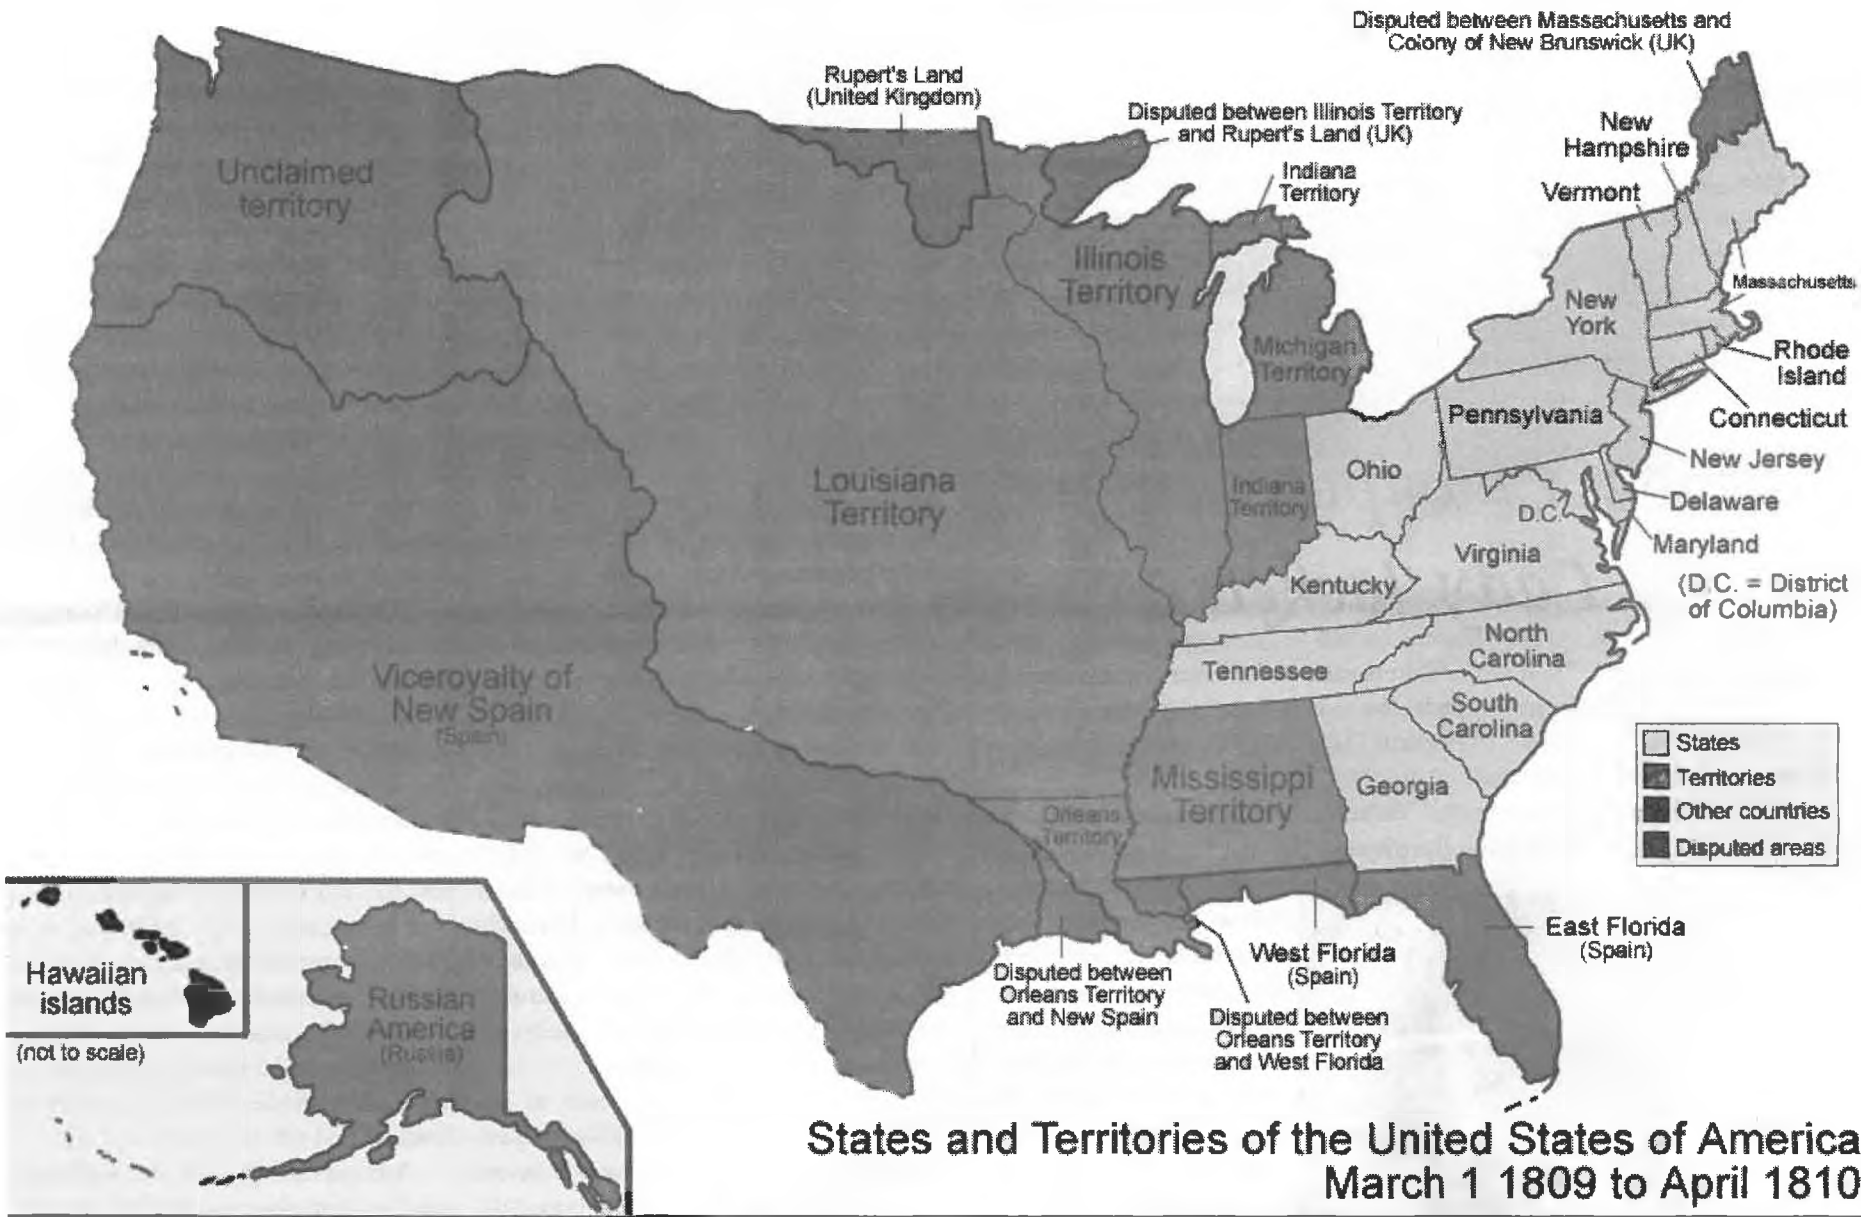 Disputed between Massachusetts and
Colony of New Brunswick (UK)
Rupert's Land
(United Kingdom)
Disputed between Illinois Territory
and Rupert's Land (UK)
New
Hampshire
Indiana
Territory
Vermont
Unclaimed
territory
Illinois
Territory
Massachusetts
New
York
Michigan
Territory
Rhode
Island
Pennsylvania
Connecticut
New Jersey
Ohio
Louisiana
Territory
Indiana
Territory
Delaware
D.C.
Maryland
Virginia
Kentucky
(D.C. = District
of Columbia)
North
Carolina
Tennessee
Viceroyalty of
New Spain
(Spain)
South
Carolina
States
Territories
Other countries
Disputed areas
Mississippi
Territory
Georgia
Orleans
Territory
East Florida
(Spain)
West Florida
(Spain)
Disputed between
Orleans Territory
and New Spain
Disputed between
Orleans Territory
and West Florida
Hawaiian
islands
(not to scale)
Russian
America
(Russia)
States and Territories of the United States of America
March 1 1809 to April 1810